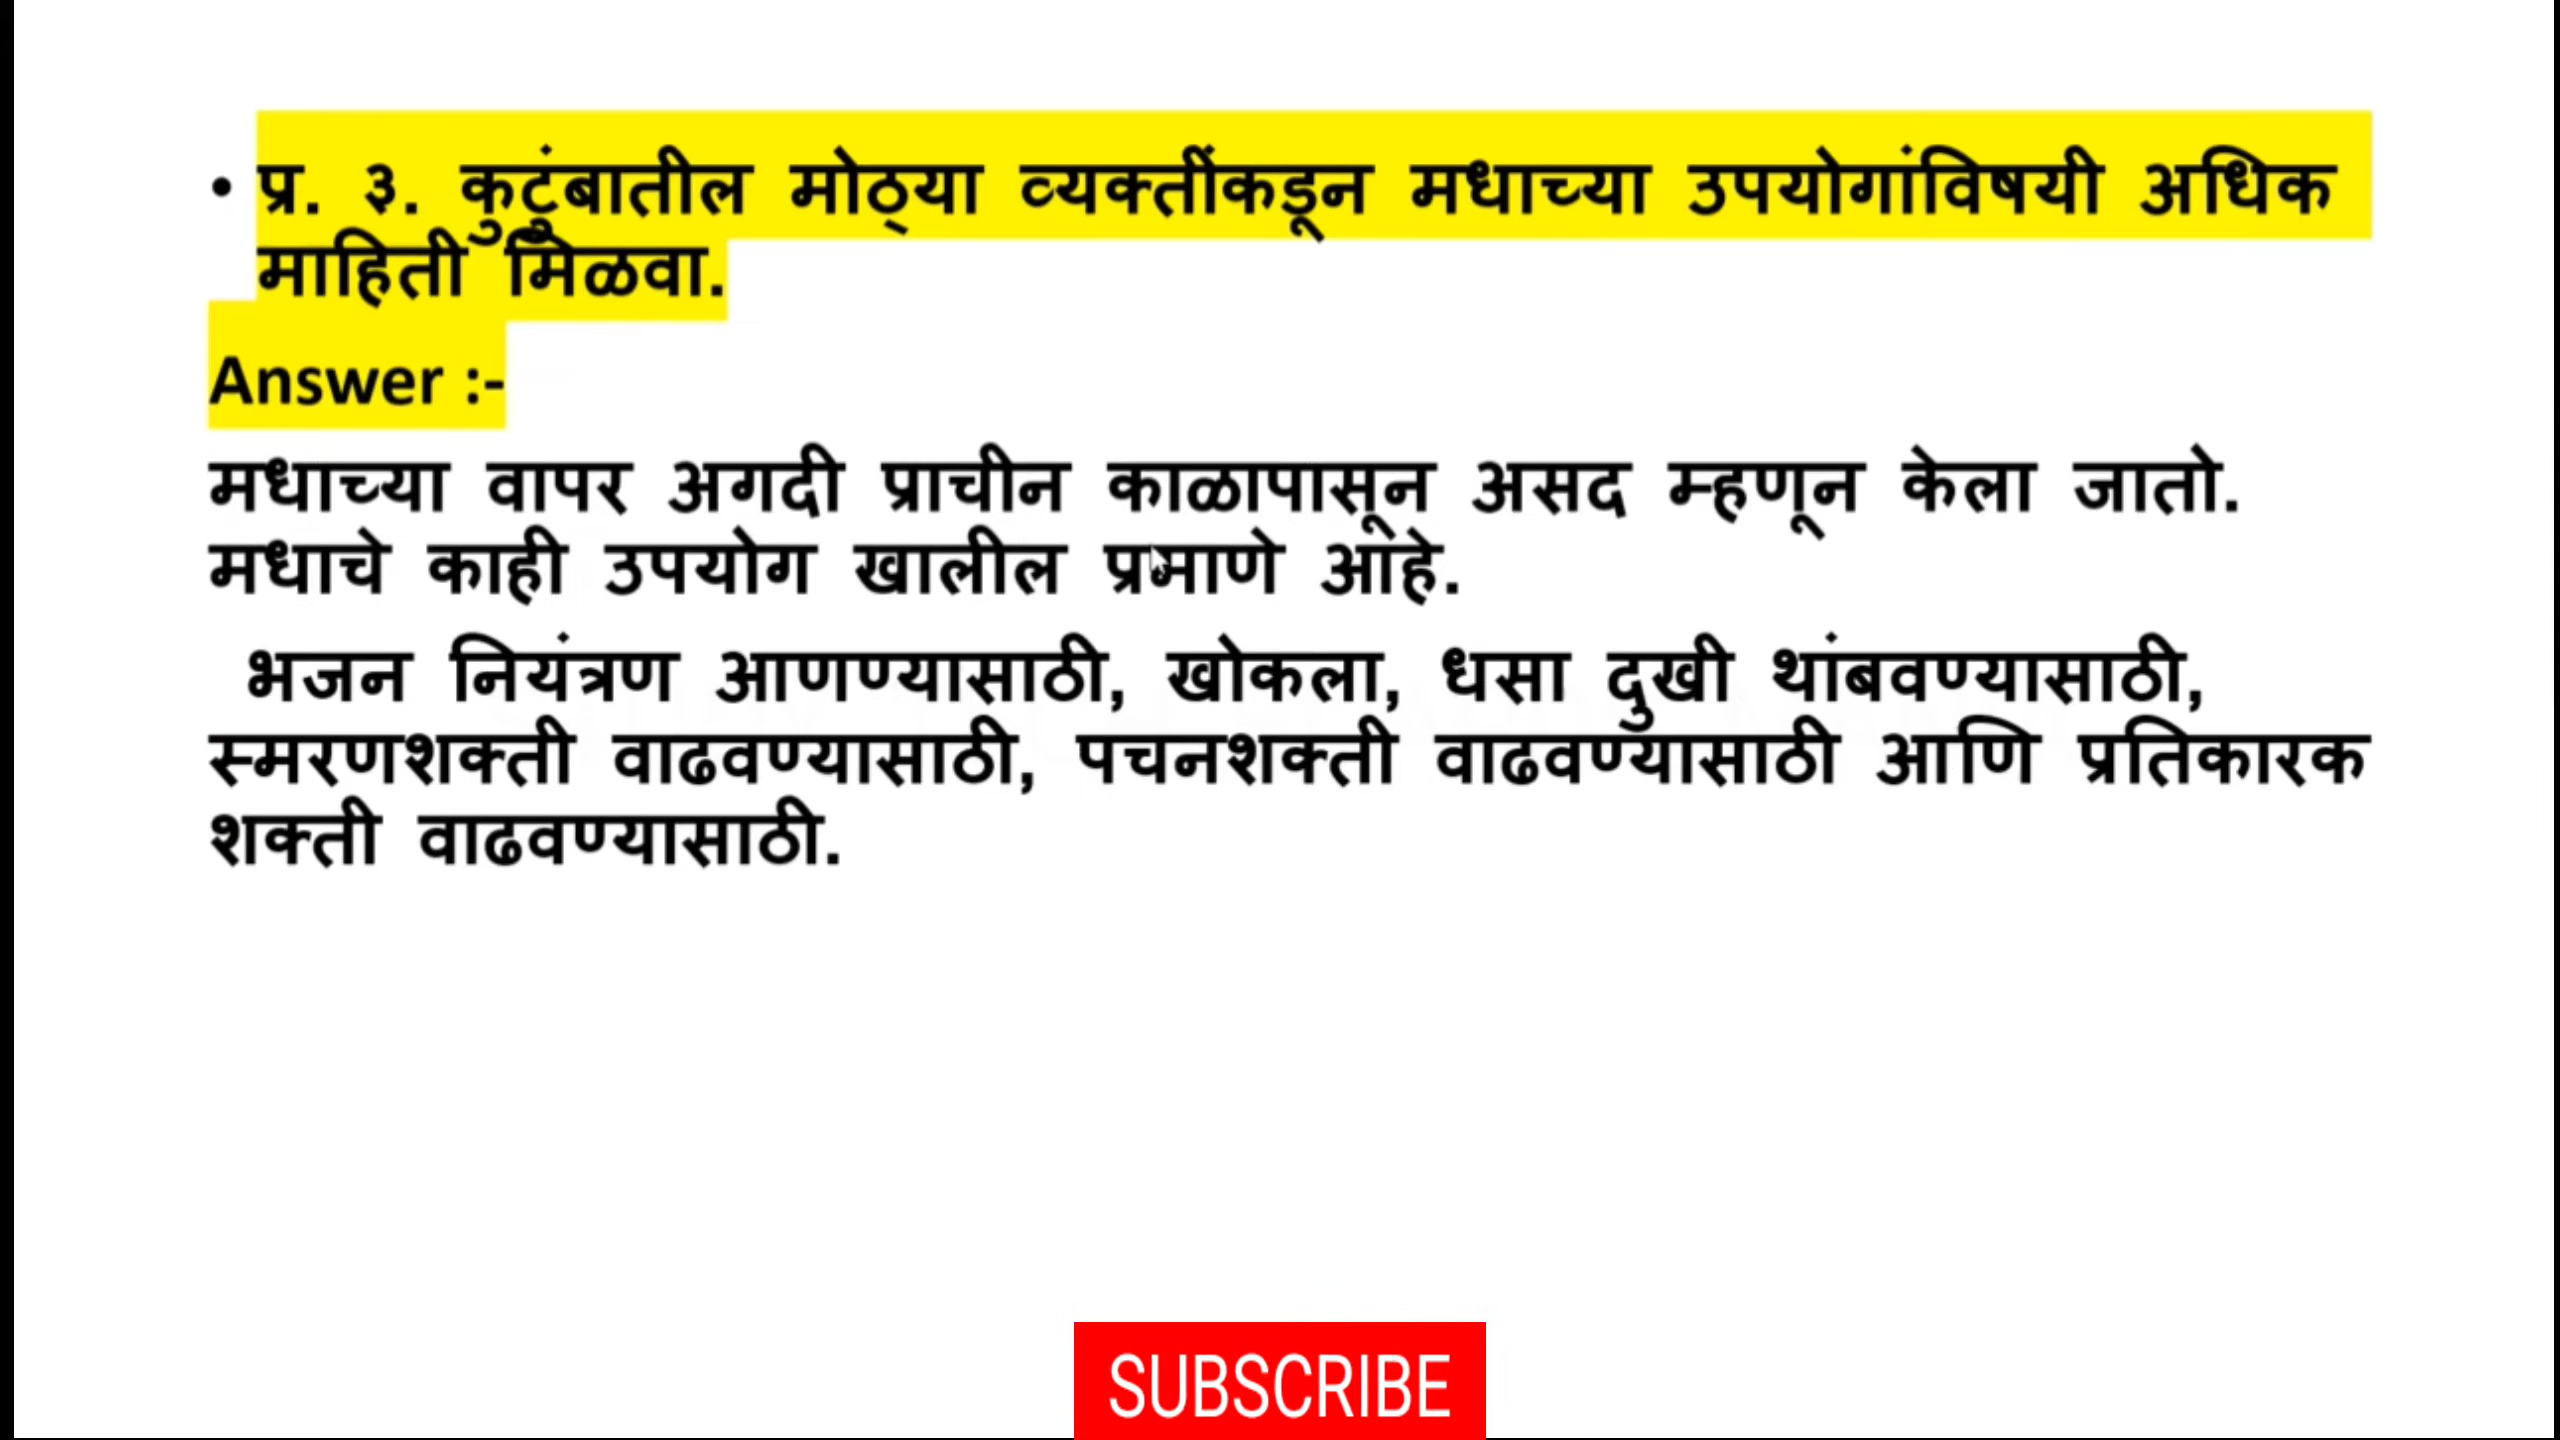 • प्र. ३. कुटुंबातील मोठ्या व्यक्तींकडून मधाच्या उपयोगांविषयी अधिक
माहिती मिळवा.
Answer :-
मधाच्या वापर अगदी प्राचीन काळापासून असद म्हणून केला जातो.
मधाचे काही उपयोग खालील प्रमाणे आहे.
भजन नियंत्रण आणण्यासाठी, खोकला, धसा दुखी थांबवण्यासाठी,
स्मरणशक्ती वाढवण्यासाठी, पचनशक्ती वाढवण्यासाठी आणि प्रतिकारक
शक्ती वाढवण्यासाठी.
SUBSCRIBE